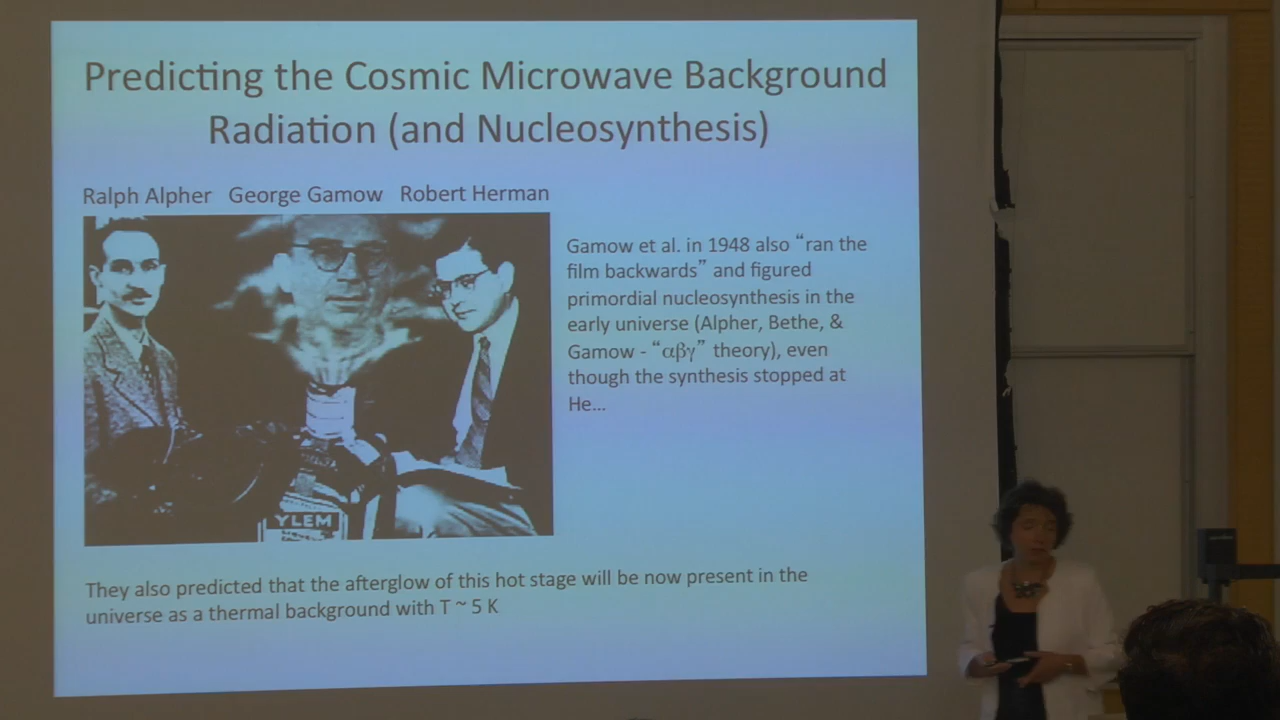 Predicting the Cosmic Microwave Background
Radiation (and Nucleosynthesis)
Ralph Alpher George Gamow Robert Herman
Gamow et al. in 1948 also “ran the
film backwards” and figured
primordial nucleosynthesis in the
early universe (Alpher, Bethe, &
Gamow - “αβγ” theory), even
though the synthesis stopped at
He...
YLEM
They also predicted that the afterglow of this hot stage will be now present in the
universe as a thermal background with T ~ 5 K